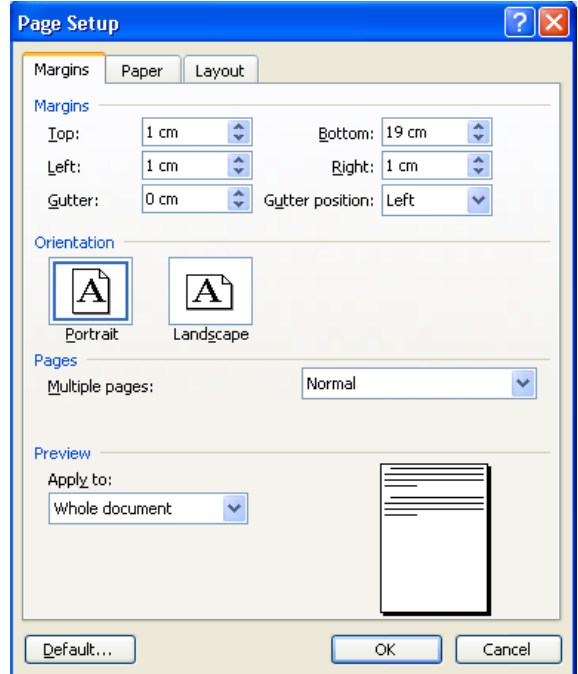 Page Setup
Margins Paper Layout
Margins
Top: 1 cm Bottom: 19 cm
Left: 1 cm Right: 1 cm
Gutter: 0 cm Gutter position: Left
Orientation
A A
Portrait Landscape
Pages
Multiple pages: Normal
Preview
Apply to:
Whole document
Default... OK Cancel